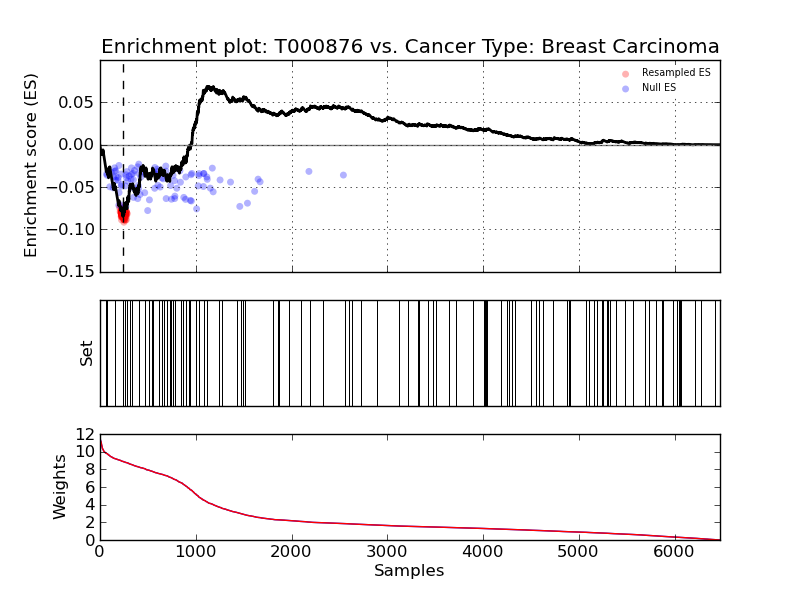 Enrichment plot: T000876 vs. Cancer Type: Breast Carcinoma
Resampled ES
Null ES
Enrichment score (ES)
0.05
0.00
−0.05
−0.10
−0.15
Set
Weights
12
10
8
6
4
2
0
0 1000 2000 3000 4000 5000 6000
Samples